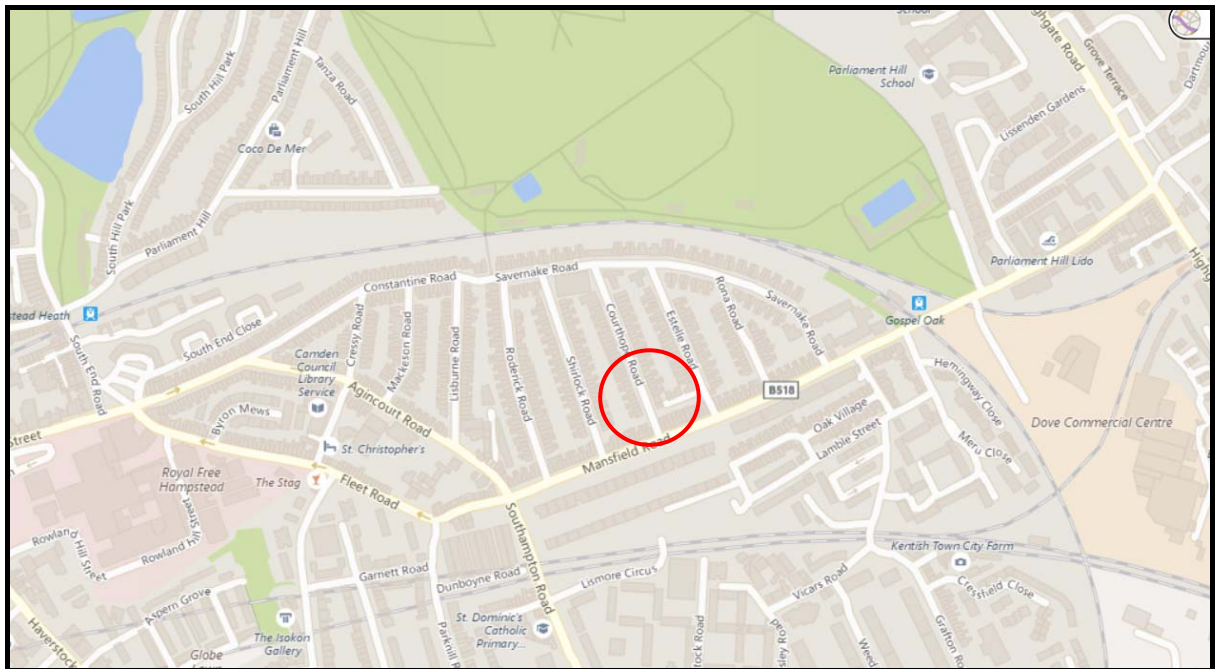 School
Highgate Road
Grove Terrace
Parliament Hill
School
Lissenden Gardens
South Hill Park
Parliament Hill
Tanza Road
Coco De Mer
South Hill Park
Parliament Hill
Parliament Hill Lido
stead Heath
Constantine Road
Savernake Road
Savernake Road
Rona Road
Gospel Oak
South End Close
South End Road
Cressy Road
Mackeson Road
Lisburne Road
Roderick Road
Shirlock Road
Courthope Road
Estelle Road
B518
Camden
Council
Library
Service
Agincourt Road
Byron Mews
Street
St. Christopher's
Mansfield Road
Oak Village
Lamble Street
Hemingway Close
Meru Close
Dove Commercial Centre
Royal Free
Hampstead
The Stag
Fleet Road
Southampton Road
Rowland Hill Street
Rowland Hill Street
Kentish Town City Farm
Garnett Road
Dunboyne Road
Lismore Circus
Vicars Road
Cressfield Close
Aspern Grove
St. Dominic's
Catholic
Primary...
The Isokon
Gallery
Parkhill R
rock Road
sley Road
Weed
Grafton Ro
Haverstock
Globe